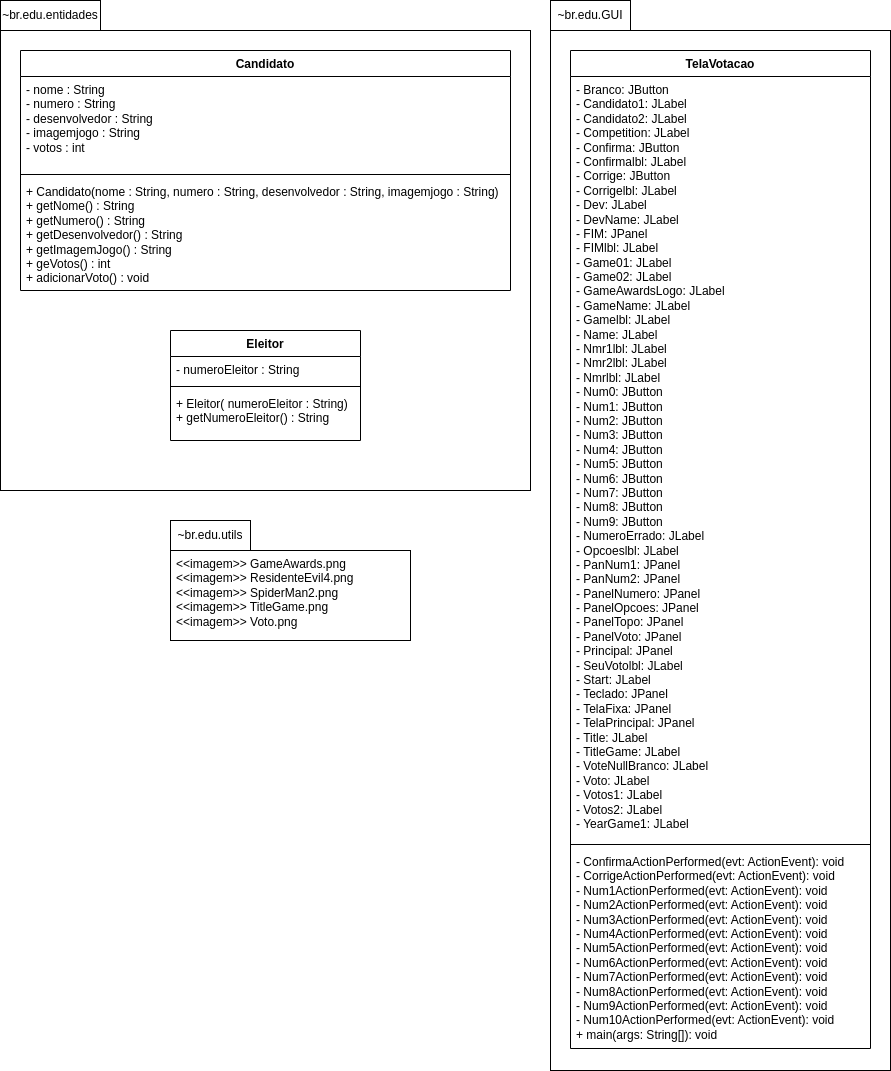 ~br.edu.entidades
Candidato
- nome : String
- numero : String
- desenvolvedor : String
- imagemjogo : String
- votos : int
+ Candidato(nome : String, numero : String, desenvolvedor : String, imagemjogo : String)
+ getNome() : String
+ getNumero() : String
+ getDesenvolvedor() : String
+ getImagemJogo() : String
+ geVotos() : int
+ adicionarVoto() : void
Eleitor
- numeroEleitor : String
+ Eleitor( numeroEleitor : String)
+ getNumeroEleitor() : String
~br.edu.utils
<<imagem>> GameAwards.png
<<imagem>> ResidenteEvil4.png
<<imagem>> SpiderMan2.png
<<imagem>> TitleGame.png
<<imagem>> Voto.png
~br.edu.GUI
TelaVotacao
- Branco: JButton
- Candidato1: JLabel
- Candidato2: JLabel
- Competition: JLabel
- Confirma: JButton
- Confirmalbl: JLabel
- Corrige: JButton
- Corrigelbl: JLabel
- Dev: JLabel
- DevName: JLabel
- FIM: JPanel
- FIMlbl: JLabel
- Game01: JLabel
- Game02: JLabel
- GameAwardsLogo: JLabel
- GameName: JLabel
- Gamelbl: JLabel
- Name: JLabel
- Nmr1lbl: JLabel
- Nmr2lbl: JLabel
- Nmrlbl: JLabel
- Num0: JButton
- Num1: JButton
- Num2: JButton
- Num3: JButton
- Num4: JButton
- Num5: JButton
- Num6: JButton
- Num7: JButton
- Num8: JButton
- Num9: JButton
- NumeroErrado: JLabel
- Opcoeslbl: JLabel
- PanNum1: JPanel
- PanNum2: JPanel
- PanelNumero: JPanel
- PanelOpcoes: JPanel
- PanelTopo: JPanel
- PanelVoto: JPanel
- Principal: JPanel
- SeuVotolbl: JLabel
- Start: JLabel
- Teclado: JPanel
- TelaFixa: JPanel
- TelaPrincipal: JPanel
- Title: JLabel
- TitleGame: JLabel
- VoteNullBranco: JLabel
- Voto: JLabel
- Votos1: JLabel
- Votos2: JLabel
- YearGame1: JLabel
- ConfirmaActionPerformed(evt: ActionEvent): void
- CorrigeActionPerformed(evt: ActionEvent): void
- Num1ActionPerformed(evt: ActionEvent): void
- Num2ActionPerformed(evt: ActionEvent): void
- Num3ActionPerformed(evt: ActionEvent): void
- Num4ActionPerformed(evt: ActionEvent): void
- Num5ActionPerformed(evt: ActionEvent): void
- Num6ActionPerformed(evt: ActionEvent): void
- Num7ActionPerformed(evt: ActionEvent): void
- Num8ActionPerformed(evt: ActionEvent): void
- Num9ActionPerformed(evt: ActionEvent): void
- Num10ActionPerformed(evt: ActionEvent): void
+ main(args: String[]): void